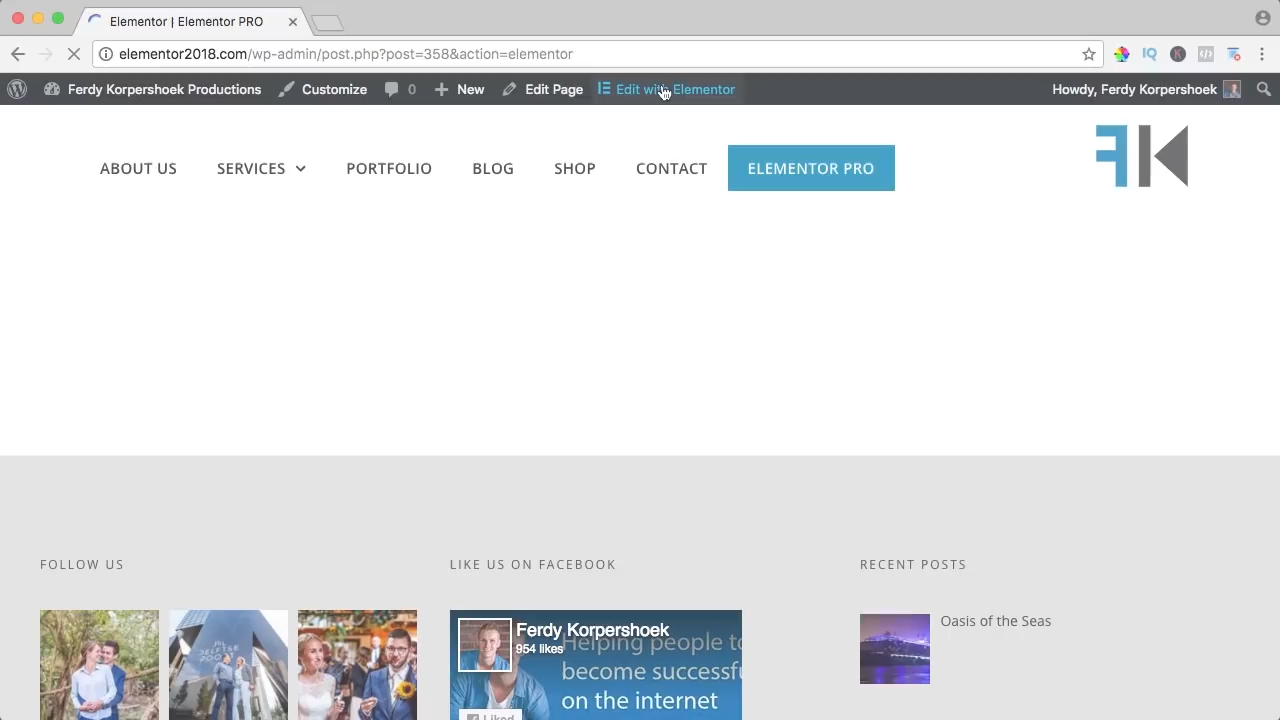 Elementor | Elementor PRO
elementor2018.com/wp-admin/post.php?post=358&action=elementor
Ferdy Korpershoek Productions Customize 0 New Edit Page Edit with Elementor Howdy, Ferdy Korpershoek
ABOUT US SERVICES PORTFOLIO BLOG SHOP CONTACT ELEMENTOR PRO
FOLLOW US LIKE US ON FACEBOOK RECENT POSTS
Ferdy Korpershoek
954 likes
Helping people to
become successfu
on the internet
Liked
Oasis of the Seas